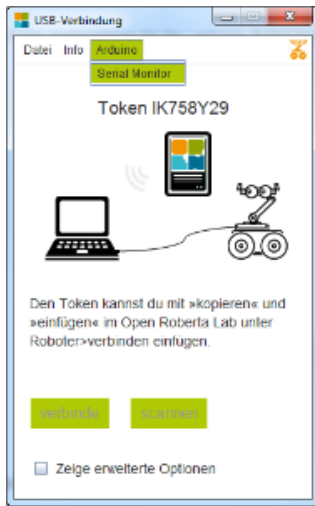 USB-Verbindung
Datei Info Arduino
Serial Monitor
Token IK758Y29
Den Token kannst du mit »kopieren« und
»einfügen« im Open Roberta Lab unter
Roboter>verbinden einfügen.
verbinde scannen
Zeige erweiterte Optionen